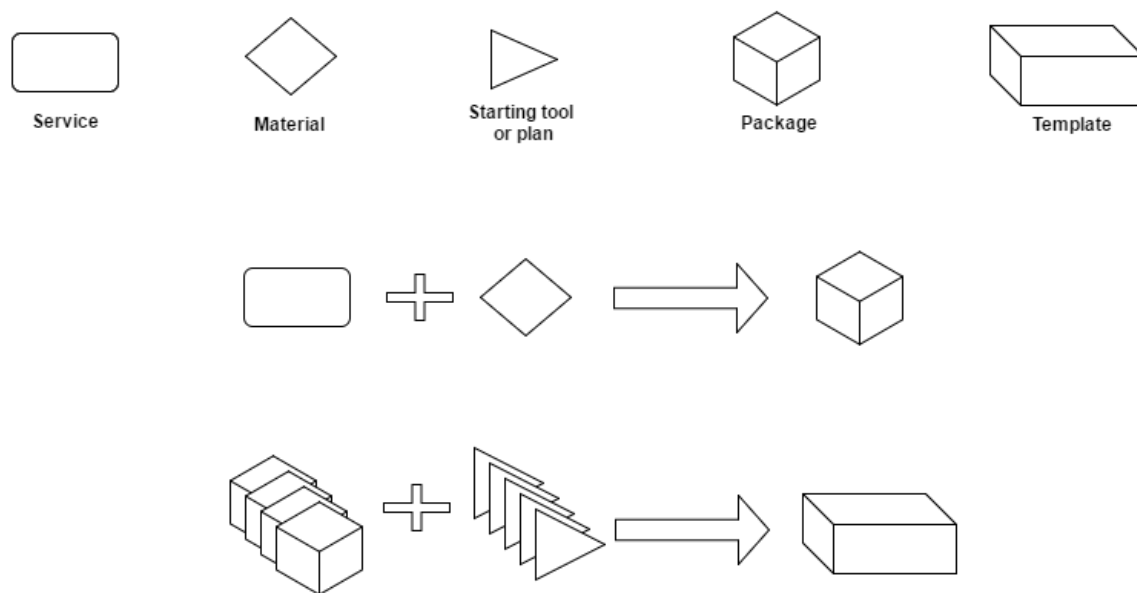 Service
Material
Starting tool
or plan
Package
Template